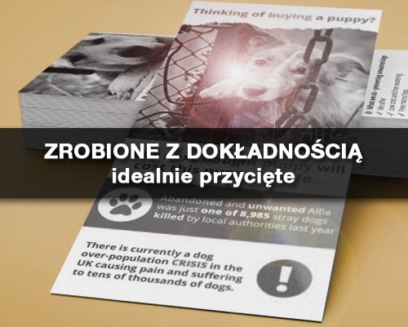 Thinking of buying a puppy?
ZROBIONE Z DOKŁADNOŚCIĄ
idealnie przycięte
will
Abandoned and unwanted Alfie
was just one of 8,985 stray dogs
killed by local authorities last year
There is currently a dog
over-population CRISIS in the
UK causing pain and suffering
to tens of thousands of dogs.
!